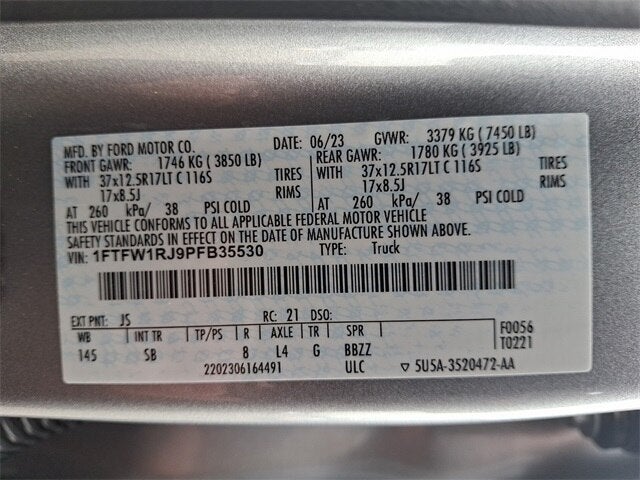 MFD. BY FORD MOTOR CO. DATE: 06/23 GVWR: 3379 KG ( 7450 LB)
FRONT GAWR: 1746 KG ( 3850 LB) REAR GAWR: 1780 KG ( 3925 LB)
WITH 37x12.5R17LT C 116S TIRES WITH 37x12.5R17LT C 116S TIRES
17x8.5J RIMS 17x8.5J RIMS
AT 260 kPa/ 38 PSI COLD AT 260 kPa/ 38 PSI COLD
THIS VEHICLE CONFORMS TO ALL APPLICABLE FEDERAL MOTOR VEHICLE
SAFETY STANDARDS IN EFFECT ON THE DATE OF MANUFACTURE SHOWN ABOVE.
VIN: 1FTFW1RJ9PFB35530 TYPE: Truck
EXT PNT: JS RC: 21 DSO:
WB INT TR TP/PS R AXLE TR SPR F0056
145 SB 8 L4 G BBZZ T0221
2202306164491 ULC ▽ 5U5A-3520472-AA